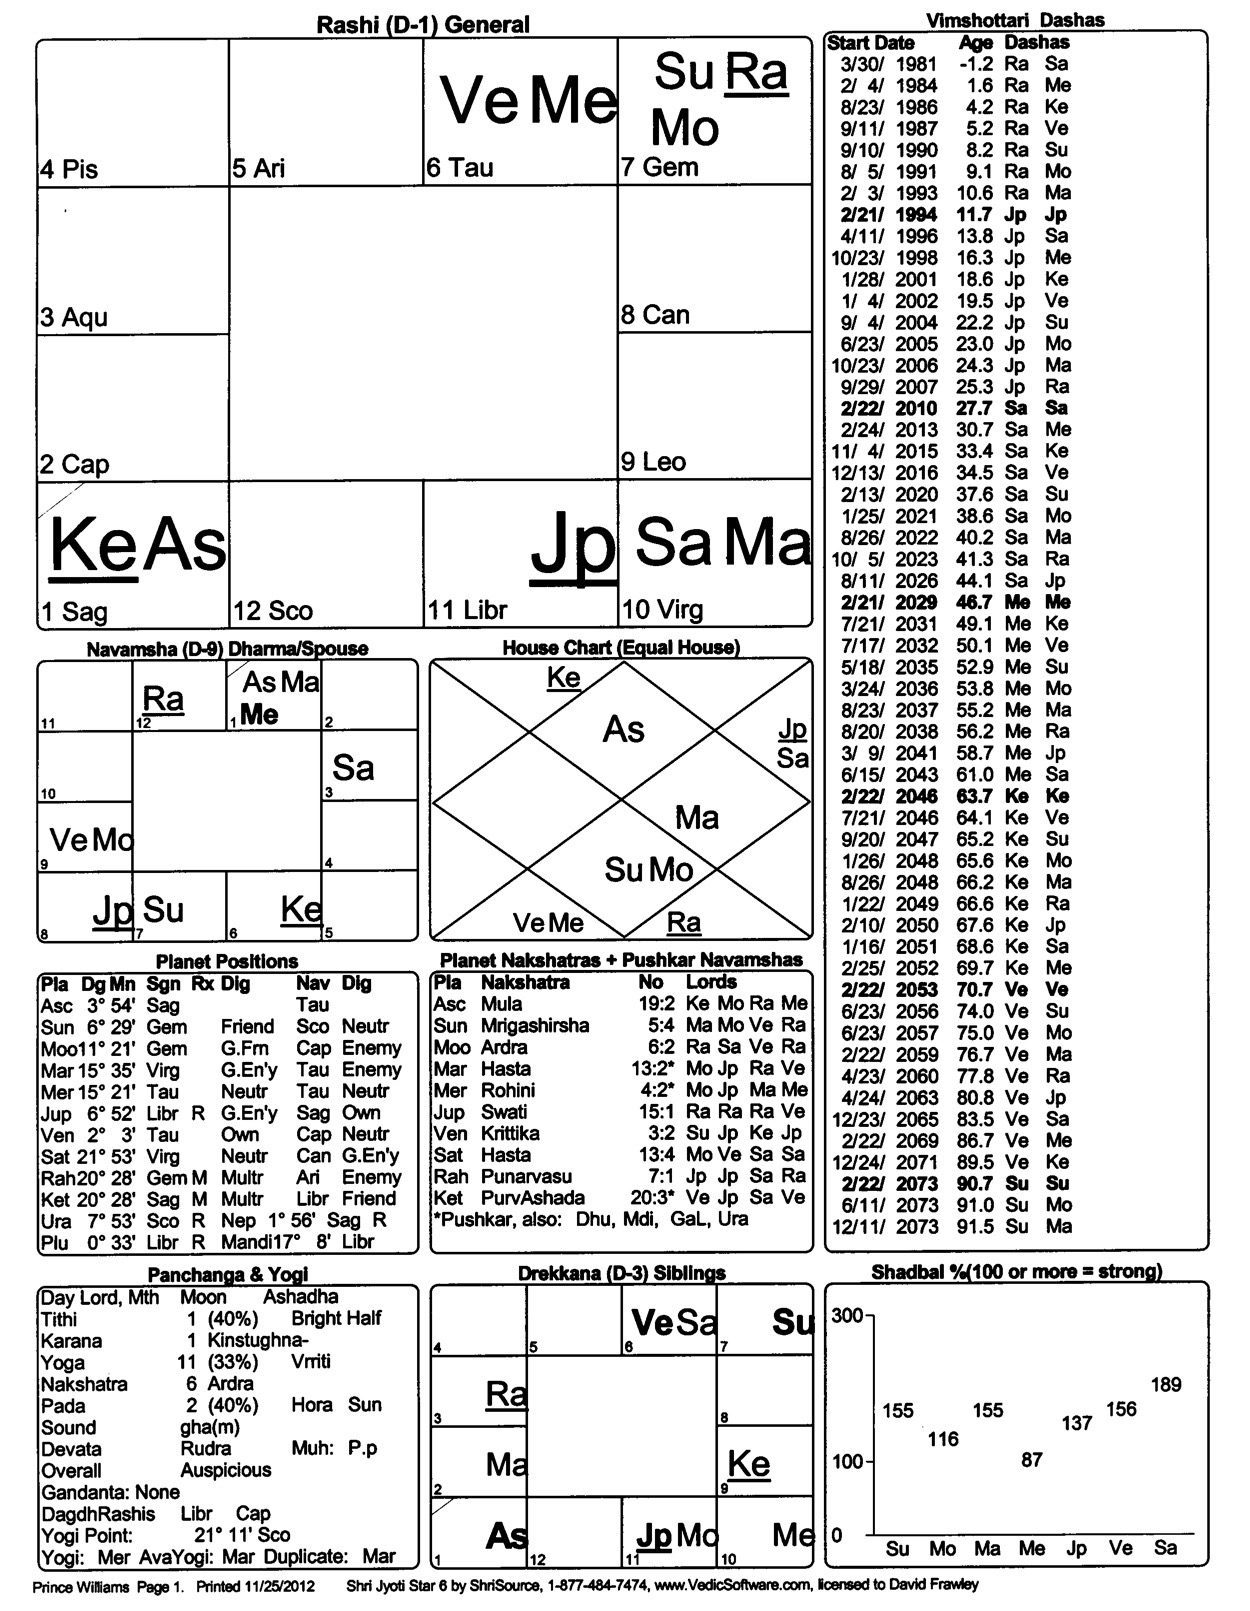 Rashi (D-1) General
Ve Me
Su Ra
Mo
4 Pis
5 Ari
6 Tau
7 Gem
3 Aqu
8 Can
2 Cap
9 Leo
Ke As
Jp
Sa Ma
1 Sag
12 Sco
11 Libr
10 Virg
Vimshottari Dashas
Start Date Age Dashas
3/30/ 1981 -1.2 Ra Sa
2/ 4/ 1984 1.6 Ra Me
8/23/ 1986 4.2 Ra Ke
9/11/ 1987 5.2 Ra Ve
9/10/ 1990 8.2 Ra Su
8/ 5/ 1991 9.1 Ra Mo
2/ 3/ 1993 10.6 Ra Ma
2/21/ 1994 11.7 Jp Jp
4/11/ 1996 13.8 Jp Sa
10/23/ 1998 16.3 Jp Me
1/28/ 2001 18.6 Jp Ke
1/ 4/ 2002 19.5 Jp Ve
9/ 4/ 2004 22.2 Jp Su
6/23/ 2005 23.0 Jp Mo
10/23/ 2006 24.3 Jp Ma
9/29/ 2007 25.3 Jp Ra
2/22/ 2010 27.7 Sa Sa
2/24/ 2013 30.7 Sa Me
11/ 4/ 2015 33.4 Sa Ke
12/13/ 2016 34.5 Sa Ve
2/13/ 2020 37.6 Sa Su
1/25/ 2021 38.6 Sa Mo
8/26/ 2022 40.2 Sa Ma
10/ 5/ 2023 41.3 Sa Ra
8/11/ 2026 44.1 Sa Jp
2/21/ 2029 46.7 Me Me
7/21/ 2031 49.1 Me Ke
7/17/ 2032 50.1 Me Ve
5/18/ 2035 52.9 Me Su
3/24/ 2036 53.8 Me Mo
8/23/ 2037 55.2 Me Ma
8/20/ 2038 56.2 Me Ra
3/ 9/ 2041 58.7 Me Jp
6/15/ 2043 61.0 Me Sa
2/22/ 2046 63.7 Ke Ke
7/21/ 2046 64.1 Ke Ve
9/20/ 2047 65.2 Ke Su
1/26/ 2048 65.6 Ke Mo
8/26/ 2048 66.2 Ke Ma
1/22/ 2049 66.6 Ke Ra
2/10/ 2050 67.6 Ke Jp
1/16/ 2051 68.6 Ke Sa
2/25/ 2052 69.7 Ke Me
2/22/ 2053 70.7 Ve Ve
6/23/ 2056 74.0 Ve Su
6/23/ 2057 75.0 Ve Mo
2/22/ 2059 76.7 Ve Ma
4/23/ 2060 77.8 Ve Ra
4/24/ 2063 80.8 Ve Jp
12/23/ 2065 83.5 Ve Sa
2/22/ 2069 86.7 Ve Me
12/24/ 2071 89.5 Ve Ke
2/22/ 2073 90.7 Su Su
6/11/ 2073 91.0 Su Mo
12/11/ 2073 91.5 Su Ma
Navamsha (D-9) Dharma/Spouse
Ra
As Ma
Me
11
12
1
2
Sa
10
3
Ve Mo
9
4
Jp
Su
Ke
8
7
6
5
House Chart (Equal House)
Ke
As
Jp
Sa
Ma
Su Mo
Ve Me
Ra
Planet Positions
Pla Dg Mn Sgn Rx Dig Nav Dig
Asc 3° 54' Sag Tau
Sun 6° 29' Gem Friend Sco Neutr
Moo11° 21' Gem G.Frn Cap Enemy
Mar 15° 35' Virg G.En'y Tau Enemy
Mer 15° 21' Tau Neutr Tau Neutr
Jup 6° 52' Libr R G.En'y Sag Own
Ven 2° 3' Tau Own Cap Neutr
Sat 21° 53' Virg Neutr Can G.En'y
Rah20° 28' Gem M Multr Ari Enemy
Ket 20° 28' Sag M Multr Libr Friend
Ura 7° 53' Sco R Nep 1° 56' Sag R
Plu 0° 33' Libr R Mandi17° 8' Libr
Planet Nakshatras + Pushkar Navamshas
Pla Nakshatra No Lords
Asc Mula 19:2 Ke Mo Ra Me
Sun Mrigashirsha 5:4 Ma Mo Ve Ra
Moo Ardra 6:2 Ra Sa Ve Ra
Mar Hasta 13:2* Mo Jp Ra Ve
Mer Rohini 4:2* Mo Jp Ma Me
Jup Swati 15:1 Ra Ra Ra Ve
Ven Krittika 3:2 Su Jp Ke Jp
Sat Hasta 13:4 Mo Ve Sa Sa
Rah Punarvasu 7:1 Jp Jp Sa Ra
Ket PurvAshada 20:3* Ve Jp Sa Ve
*Pushkar, also: Dhu, Mdi, GaL, Ura
Panchanga & Yogi
Day Lord, Mth Moon Ashadha
Tithi 1 (40%) Bright Half
Karana 1 Kinstughna-
Yoga 11 (33%) Vrriti
Nakshatra 6 Ardra
Pada 2 (40%) Hora Sun
Sound gha(m)
Devata Rudra Muh: P.p
Overall Auspicious
Gandanta: None
DagdhRashis Libr Cap
Yogi Point: 21° 11' Sco
Yogi: Mer AvaYogi: Mar Duplicate: Mar
Drekkana (D-3) Siblings
Ve Sa
Su
4
5
6
7
Ra
3
8
Ma
Ke
2
9
As
Jp Mo
Me
1
12
11
10
Shadbal %(100 or more = strong)
300
189
155
155
156
137
116
100
87
0
Su Mo Ma Me Jp Ve Sa
Prince Williams Page 1. Printed 11/25/2012 Shri Jyoti Star 6 by ShriSource, 1-877-484-7474, www.VedicSoftware.com, licensed to David Frawley